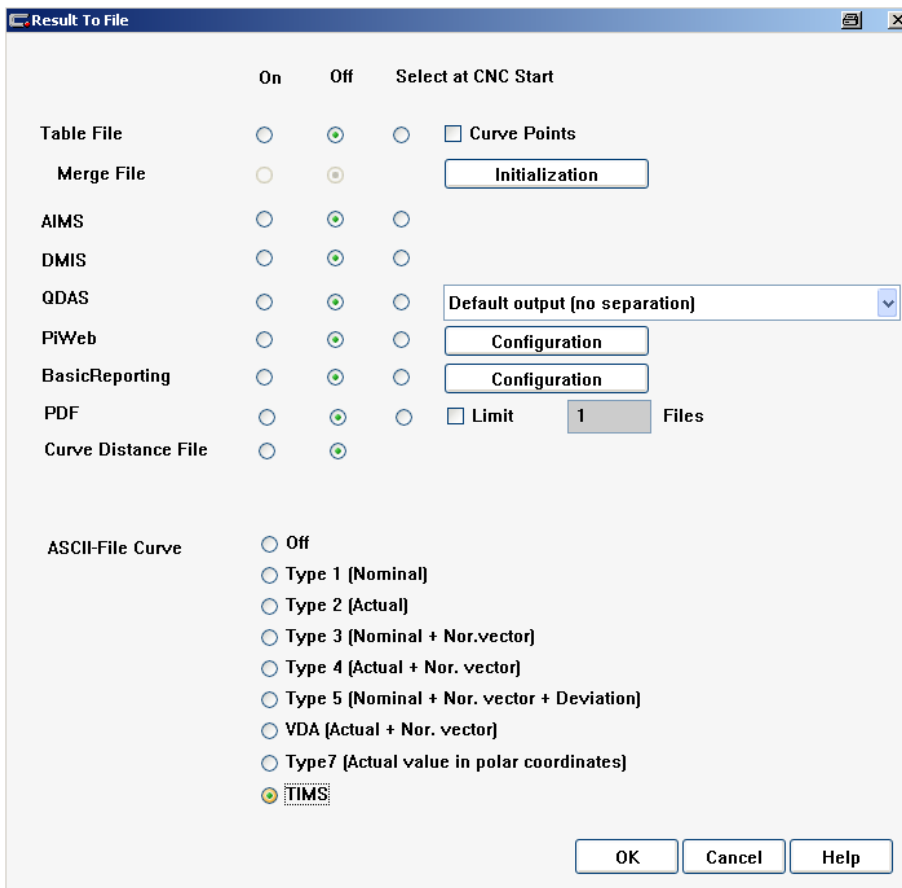 Result To File
On Off Select at CNC Start
Table File Curve Points
Merge File Initialization
AIMS
DMIS
QDAS Default output (no separation)
PiWeb Configuration
BasicReporting Configuration
PDF Limit 1 Files
Curve Distance File
ASCII-File Curve Off
Type 1 (Nominal)
Type 2 (Actual)
Type 3 (Nominal + Nor.vector)
Type 4 (Actual + Nor. vector)
Type 5 (Nominal + Nor. vector + Deviation)
VDA (Actual + Nor. vector)
Type7 (Actual value in polar coordinates)
TIMS
OK Cancel Help